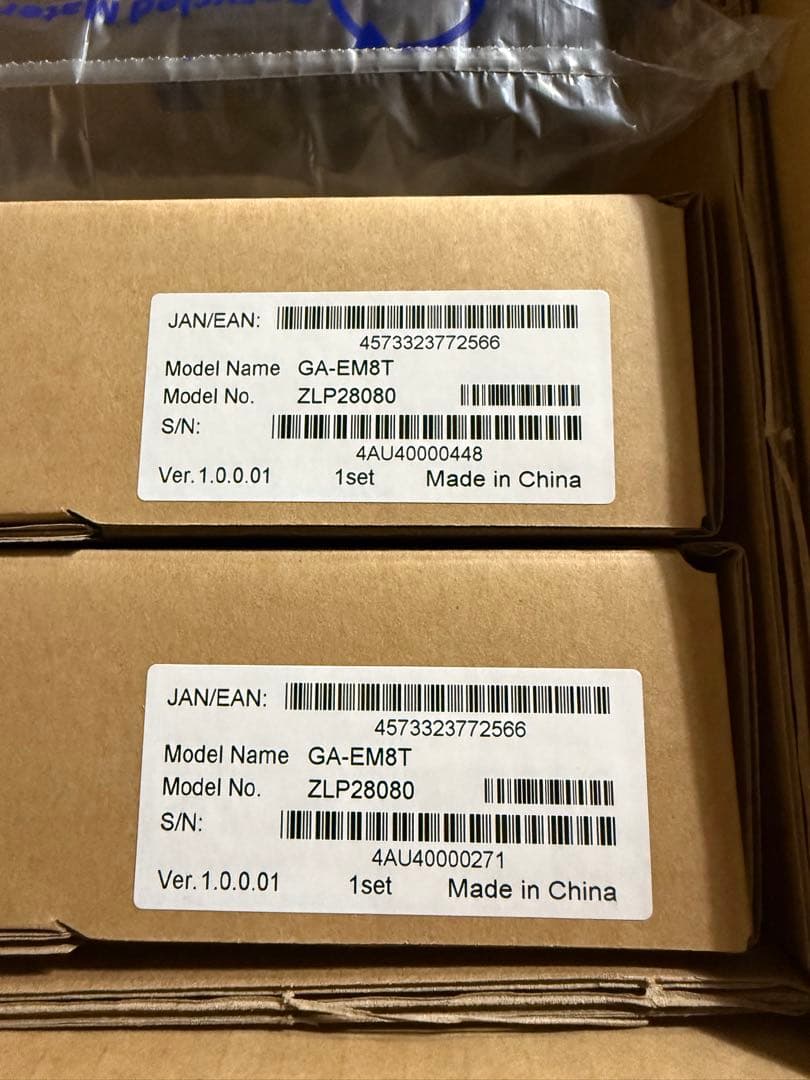 Recycled Mater
JAN/EAN:
4573323772566
Model Name GA-EM8T
Model No. ZLP28080
S/N:
4AU40000448
Ver.1.0.0.01 1set Made in China
JAN/EAN:
4573323772566
Model Name GA-EM8T
Model No. ZLP28080
S/N:
4AU40000271
Ver.1.0.0.01 1set Made in China